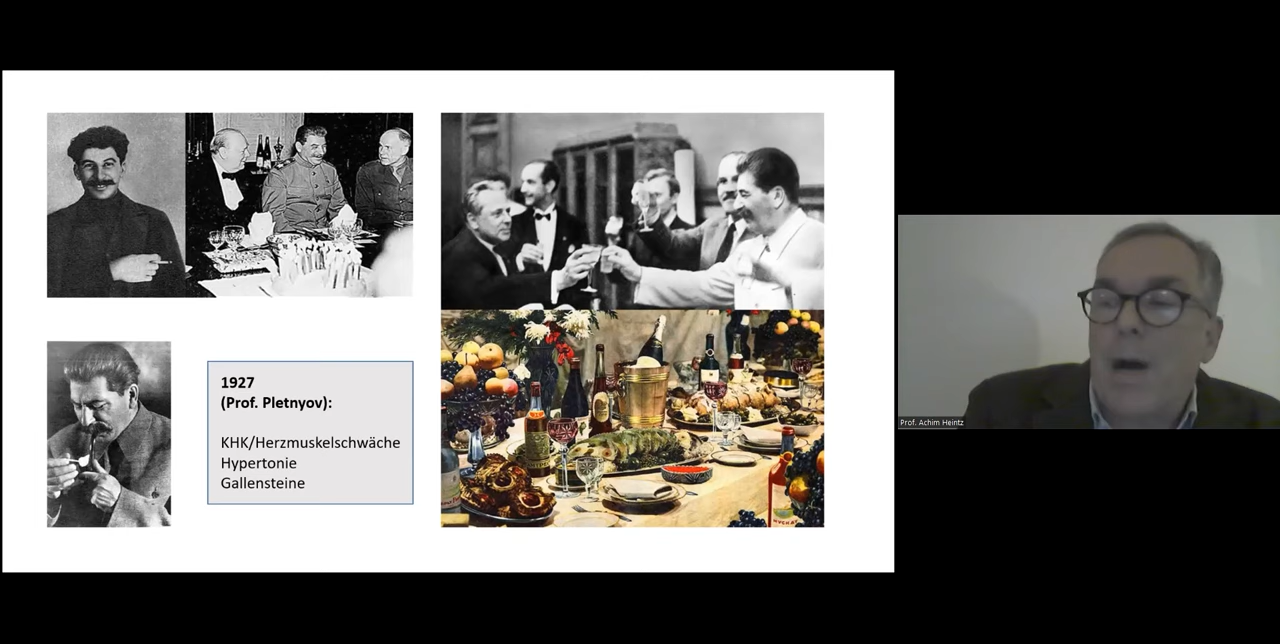 1927
(Prof. Pletnyov):
KHK/Herzmuskelschwäche
Hypertonie
Gallensteine
Prof. Achim Heintz